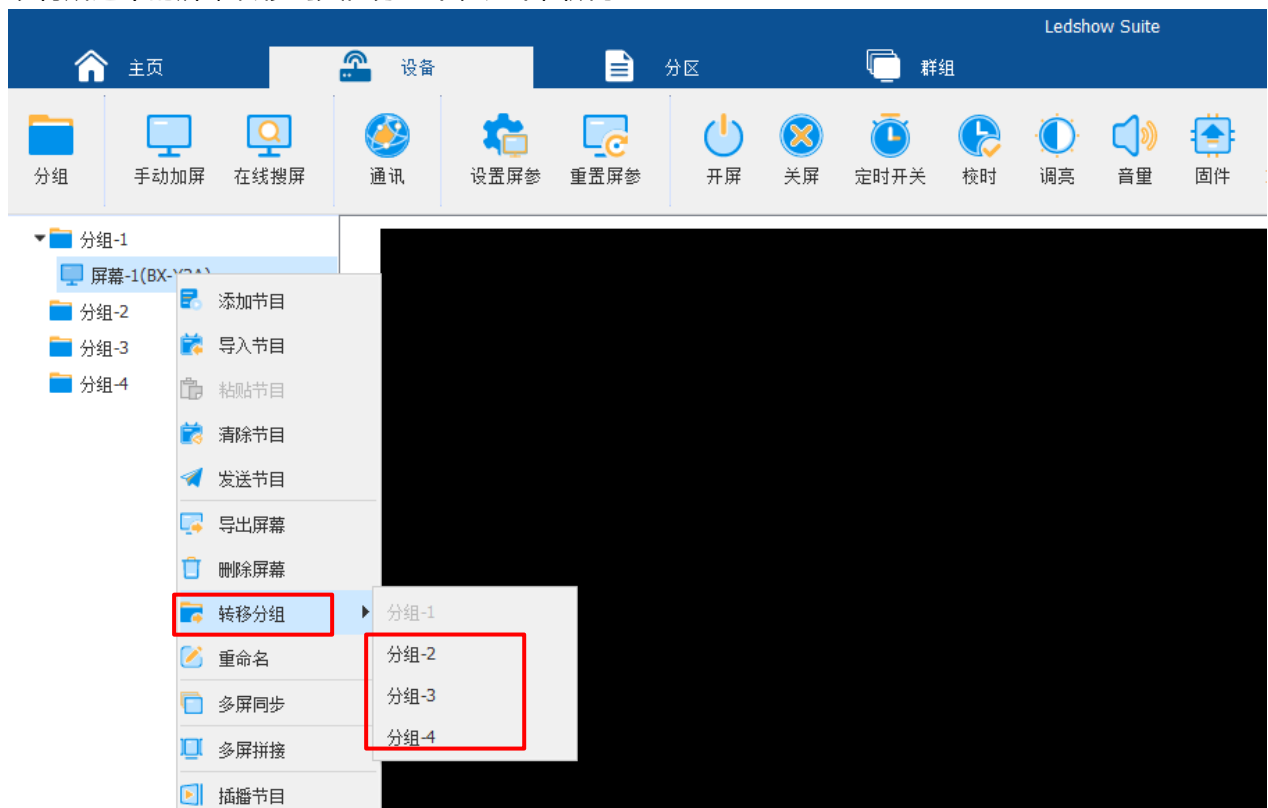 Ledshow Suite
主页 设备 分区 群组
分组 手动加屏 在线搜屏 通讯 设置屏参 重置屏参 开屏 关屏 定时开关 校时 调亮 音量 固件
分组-1
屏幕-1(BX-
分组-2
分组-3
分组-4
添加节目
导入节目
粘贴节目
清除节目
发送节目
导出屏幕
删除屏幕
转移分组
重命名
多屏同步
多屏拼接
插播节目
分组-1
分组-2
分组-3
分组-4